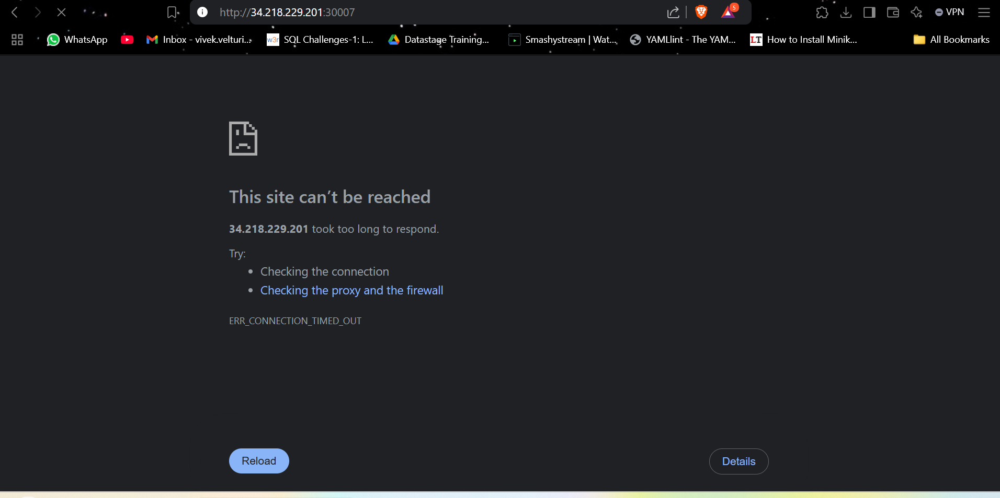 http://34.218.229.201:30007
5
VPN
WhatsApp
Inbox - vivek.velturi...
w3r
SQL Challenges-1: L...
Datastage Training...
Smashystream | Wat...
YAMLlint - The YAM...
LT
How to Install Minik...
All Bookmarks
This site can’t be reached
34.218.229.201 took too long to respond.
Try:
• Checking the connection
• Checking the proxy and the firewall
ERR_CONNECTION_TIMED_OUT
Reload
Details